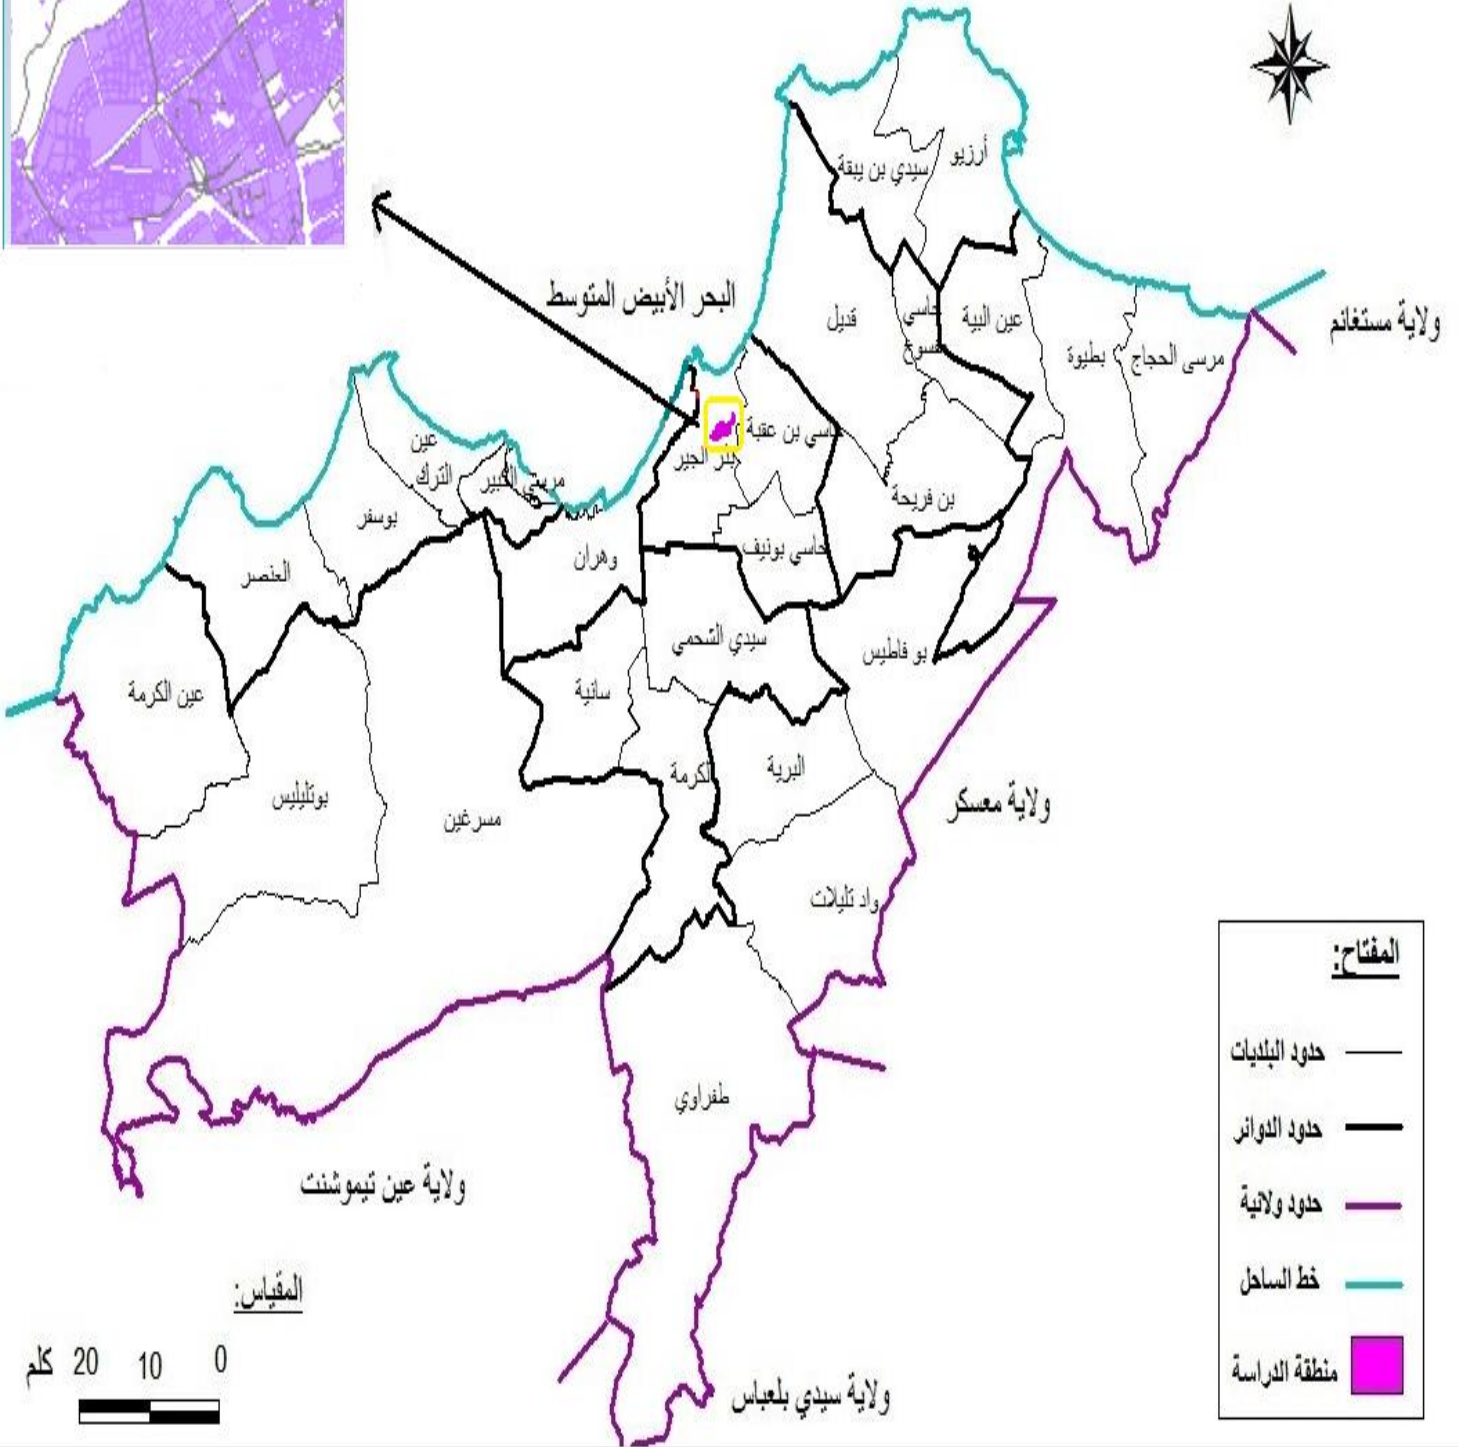 أرزيو
سيدي بن يبقة
البحر الأبيض المتوسط
قديل
حاسي
فسوخ
عين البية
بطيوة
مرسى الحجاج
ولاية مستغانم
عين
الترك
مرسى الكبير
بوسفر
حاسي بن عقبة
بئر الجير
بن فريحة
حاسي بونيف
وهران
العنصر
سيدي الشحمي
بو فاطيس
عين الكرمة
سانية
الكرمة
البرية
بوتليليس
مسرغين
ولاية معسكر
واد تليلات
طفراوي
ولاية عين تيموشنت
ولاية سيدي بلعباس
المفتاح:
حدود البلديات
حدود الدوائر
حدود ولائية
خط الساحل
منطقة الدراسة
المقياس:
0 10 20 كلم